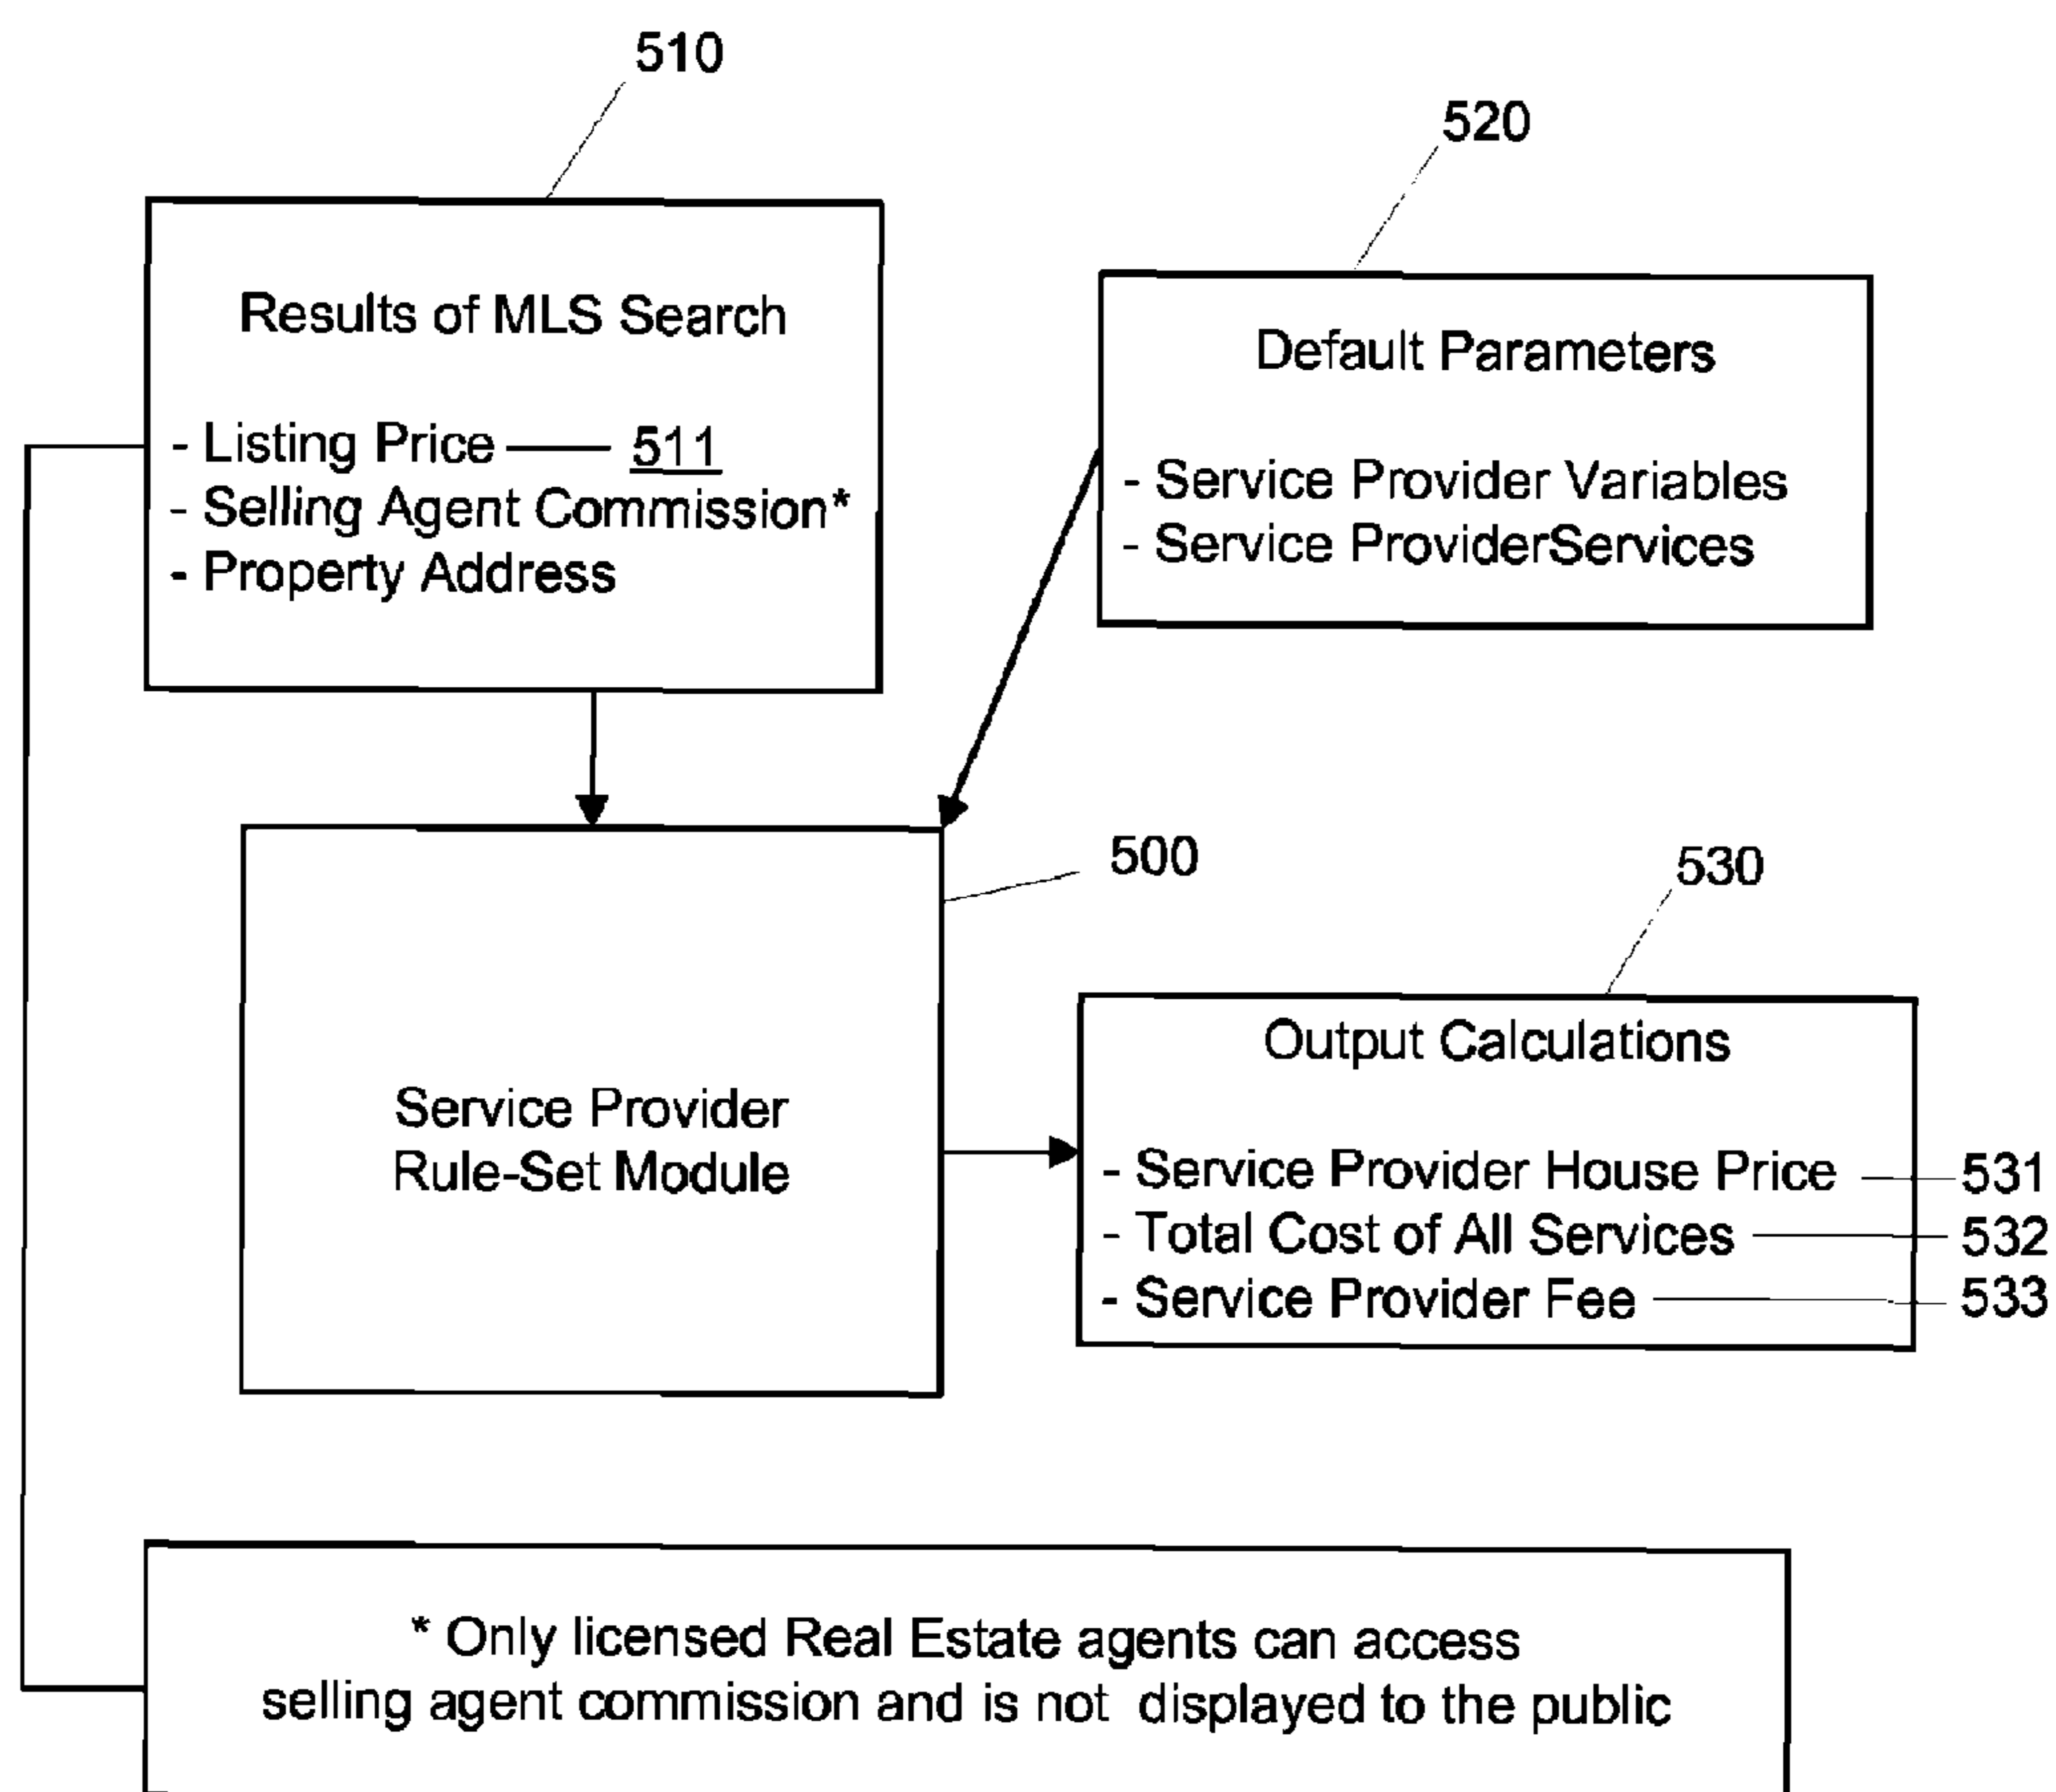 510
520
Results of MLS Search
- Listing Price 511
- Selling Agent Commission*
- Property Address
Default Parameters
- Service Provider Variables
- Service ProviderServices
500
530
Service Provider
Rule-Set Module
Output Calculations
- Service Provider House Price 531
- Total Cost of All Services 532
- Service Provider Fee 533
* Only licensed Real Estate agents can access
selling agent commission and is not displayed to the public